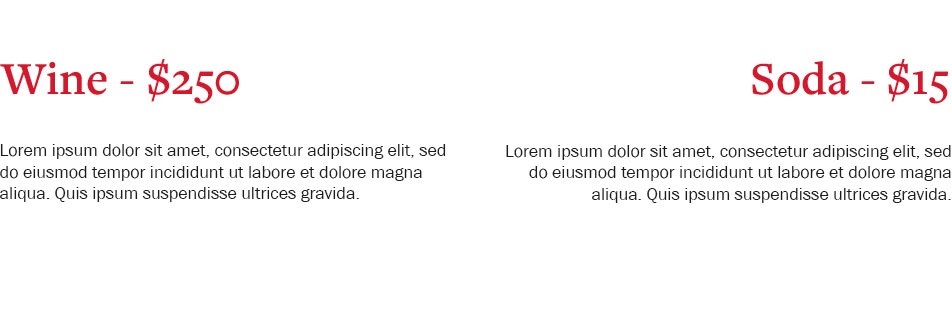 Wine - $250
Lorem ipsum dolor sit amet, consectetur adipiscing elit, sed
do eiusmod tempor incididunt ut labore et dolore magna
aliqua. Quis ipsum suspendisse ultrices gravida.
Soda - $15
Lorem ipsum dolor sit amet, consectetur adipiscing elit, sed
do eiusmod tempor incididunt ut labore et dolore magna
aliqua. Quis ipsum suspendisse ultrices gravida.